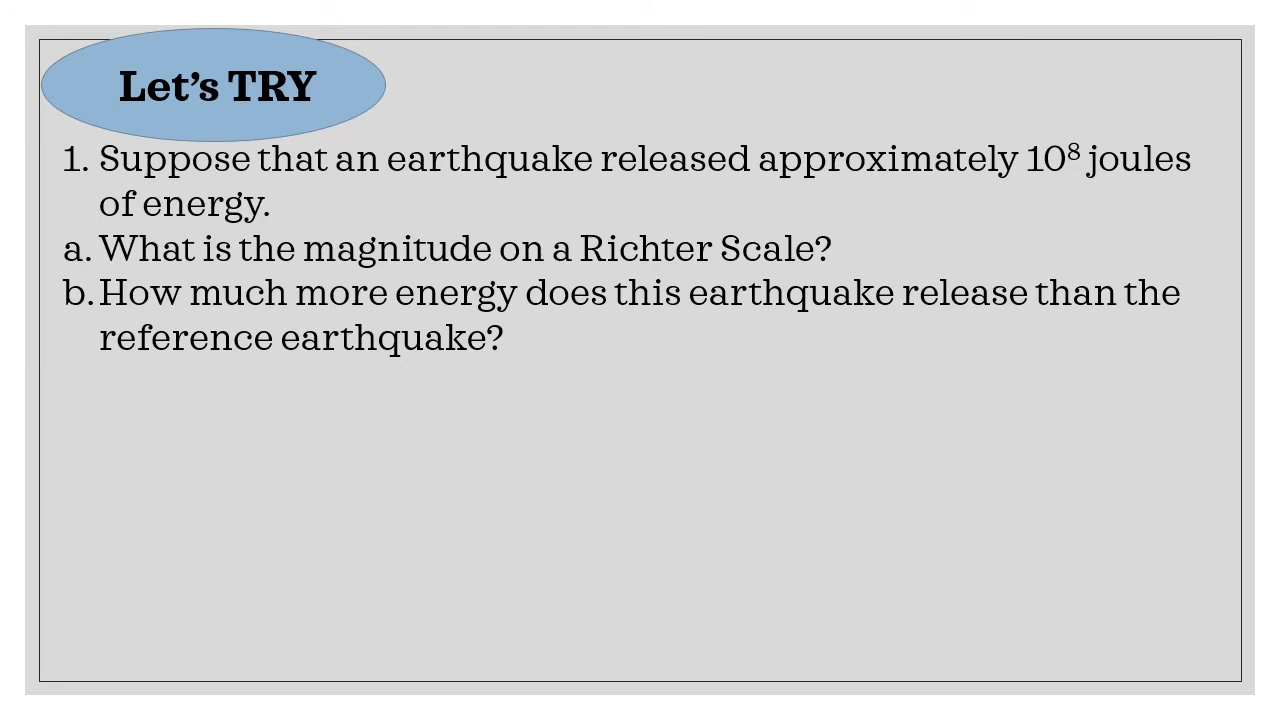 Let’s TRY
1. Suppose that an earthquake released approximately 10⁸ joules
of energy.
a. What is the magnitude on a Richter Scale?
b. How much more energy does this earthquake release than the
reference earthquake?